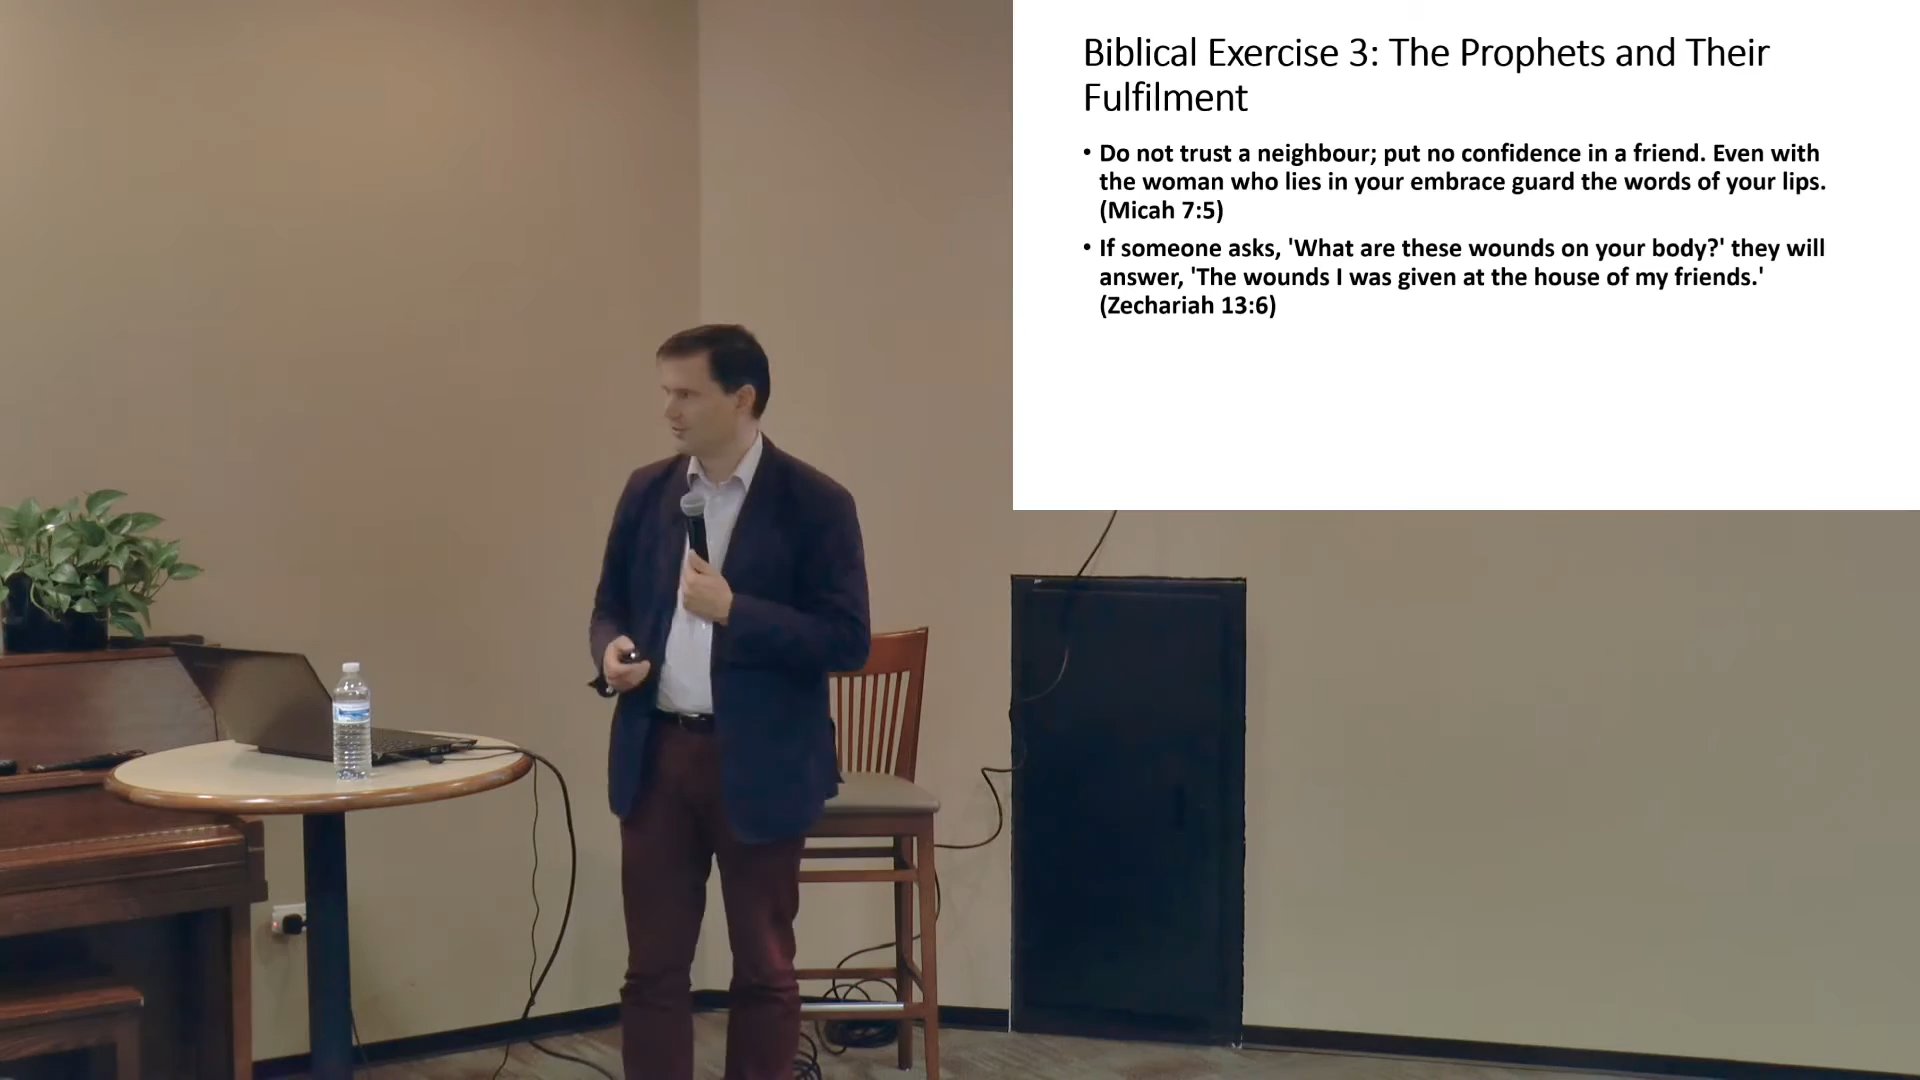 Biblical Exercise 3: The Prophets and Their
Fulfilment
• Do not trust a neighbour; put no confidence in a friend. Even with
the woman who lies in your embrace guard the words of your lips.
(Micah 7:5)
• If someone asks, 'What are these wounds on your body?' they will
answer, 'The wounds I was given at the house of my friends.'
(Zechariah 13:6)